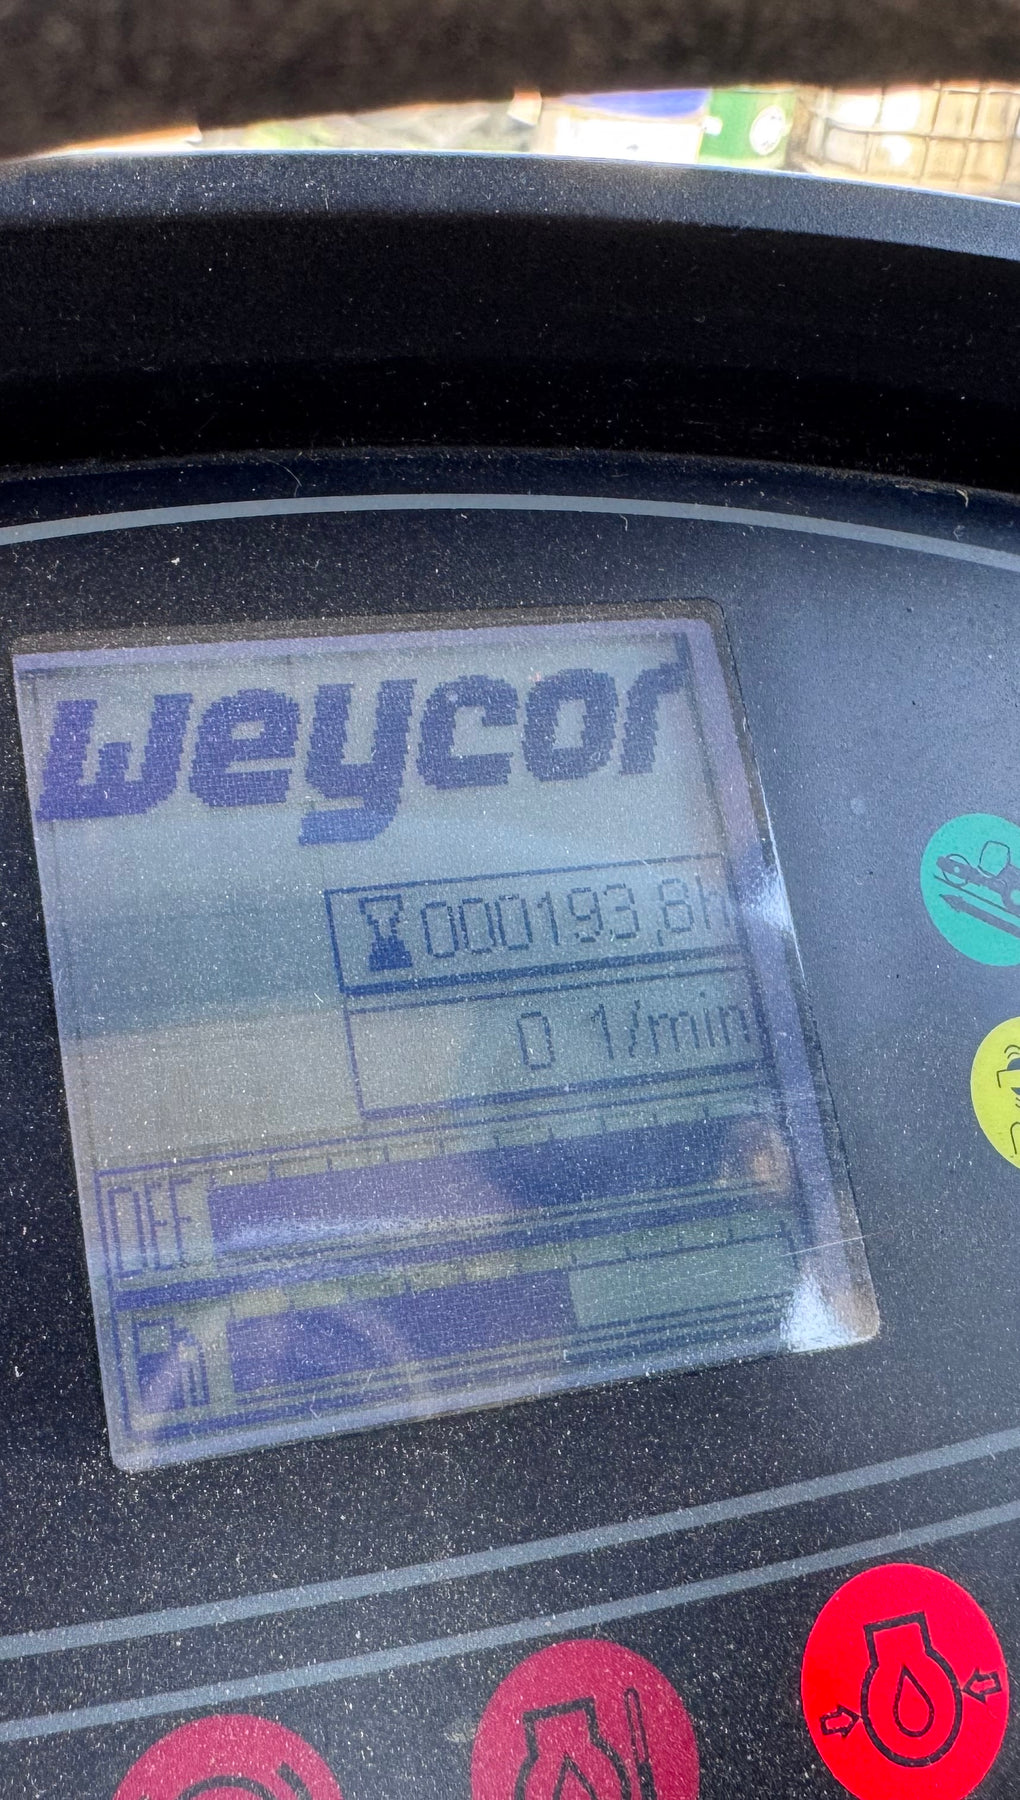 weycor
000193,8h
0 1/min
DEF